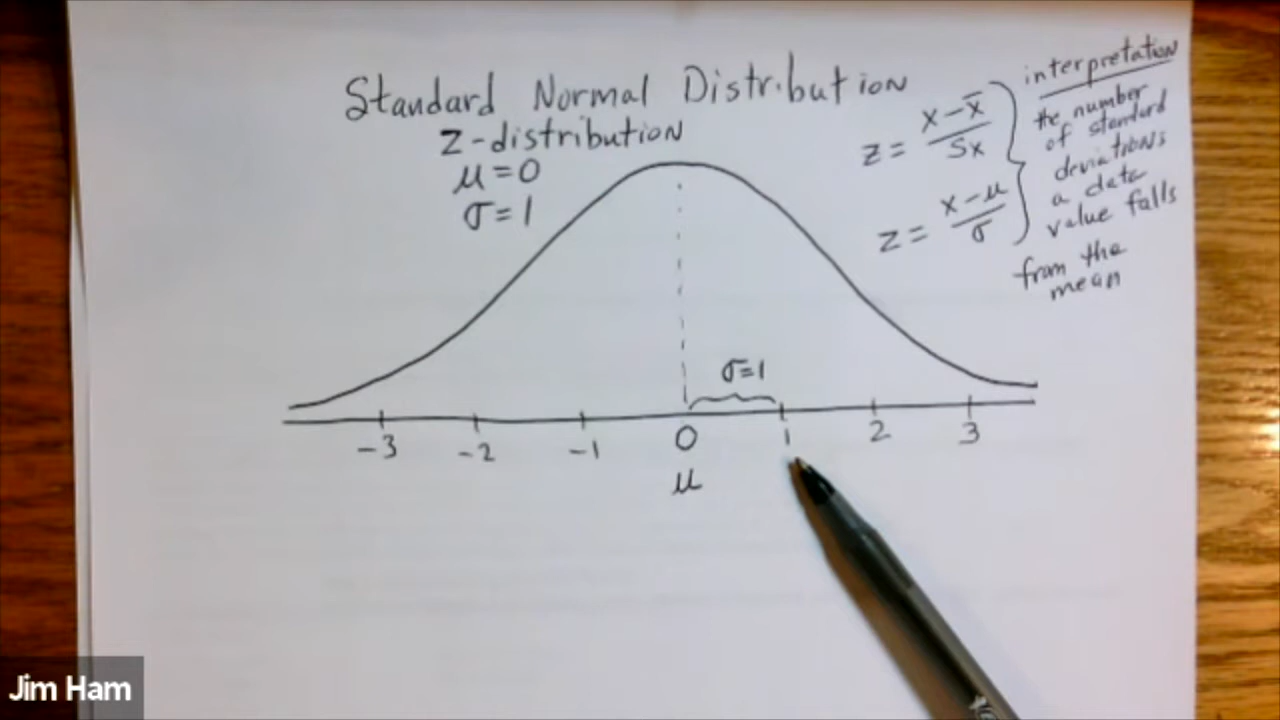 Standard Normal Distribution
Z-distribution
μ=0
σ=1
z = x-x̄ / Sx
z = x-μ / σ
interpretation
the number
of standard
deviations
a data
value falls
from the
mean
σ=1
-3 -2 -1 0 1 2 3
μ
Jim Ham